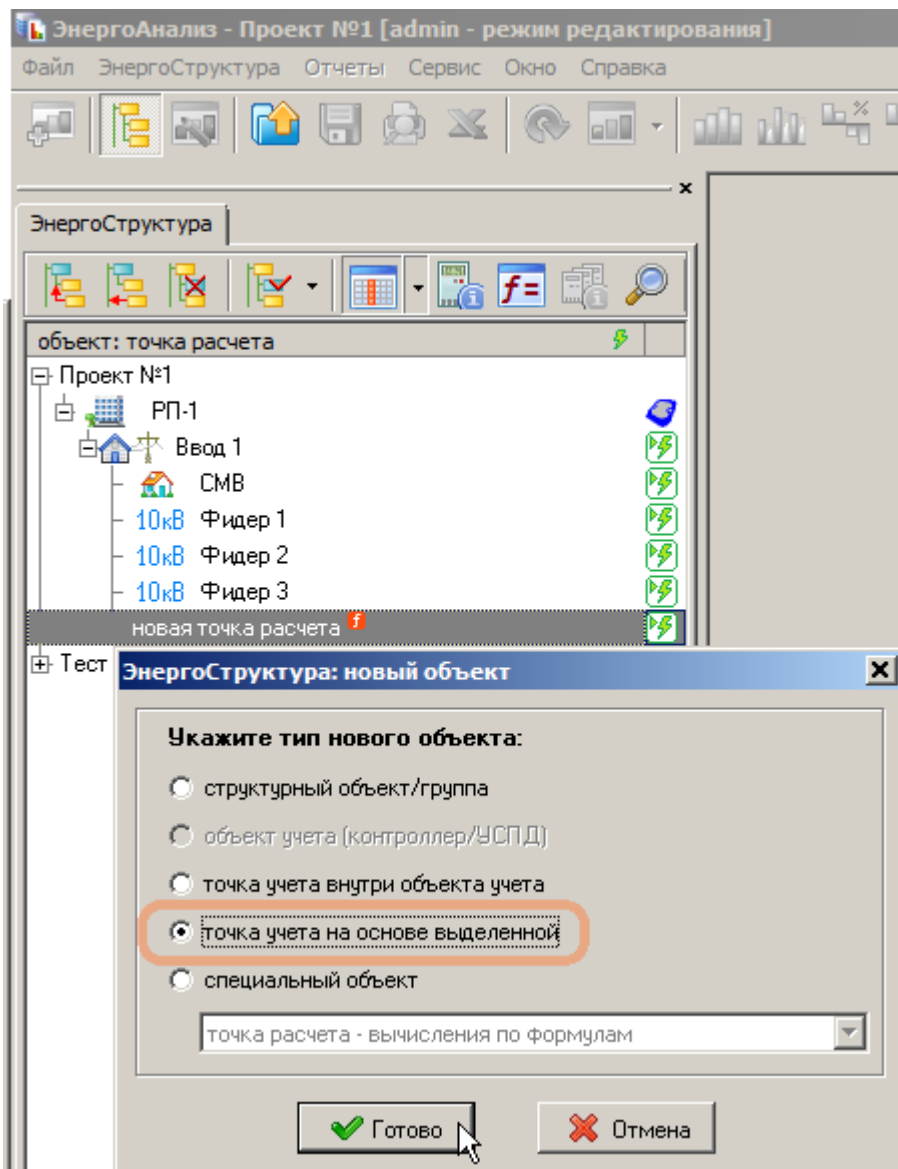 ЭнергоАнализ - Проект №1 [admin - режим редактирования]
Файл ЭнергоСтруктура Отчеты Сервис Окно Справка
%
ЭнергоСтруктура
f=
объект: точка расчета
Проект №1
РП-1
Ввод 1
СМВ
10кВ Фидер 1
10кВ Фидер 2
10кВ Фидер 3
новая точка расчета f
Тест
ЭнергоСтруктура: новый объект
Укажите тип нового объекта:
структурный объект/группа
объект учета (контроллер/УСПД)
точка учета внутри объекта учета
точка учета на основе выделенной
специальный объект
точка расчета - вычисления по формулам
Готово Отмена